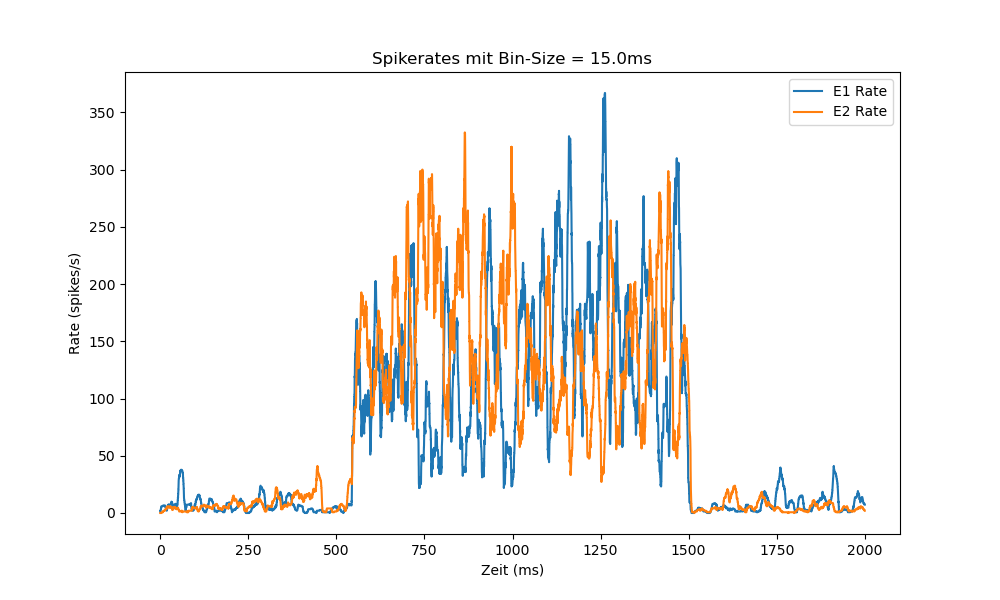 Spikerates mit Bin-Size = 15.0ms
E1 Rate
E2 Rate
350
300
250
200
150
100
50
0
Rate (spikes/s)
0 250 500 750 1000 1250 1500 1750 2000
Zeit (ms)